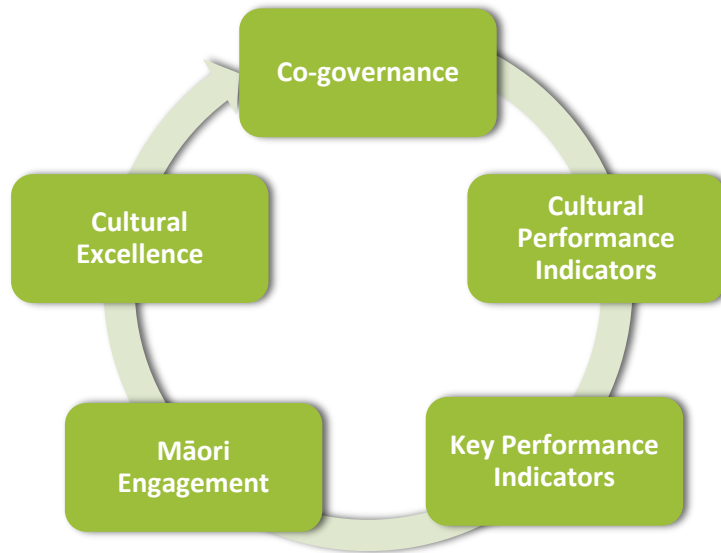 Co-governance
Cultural
Performance
Indicators
Key Performance
Indicators
Māori
Engagement
Cultural
Excellence